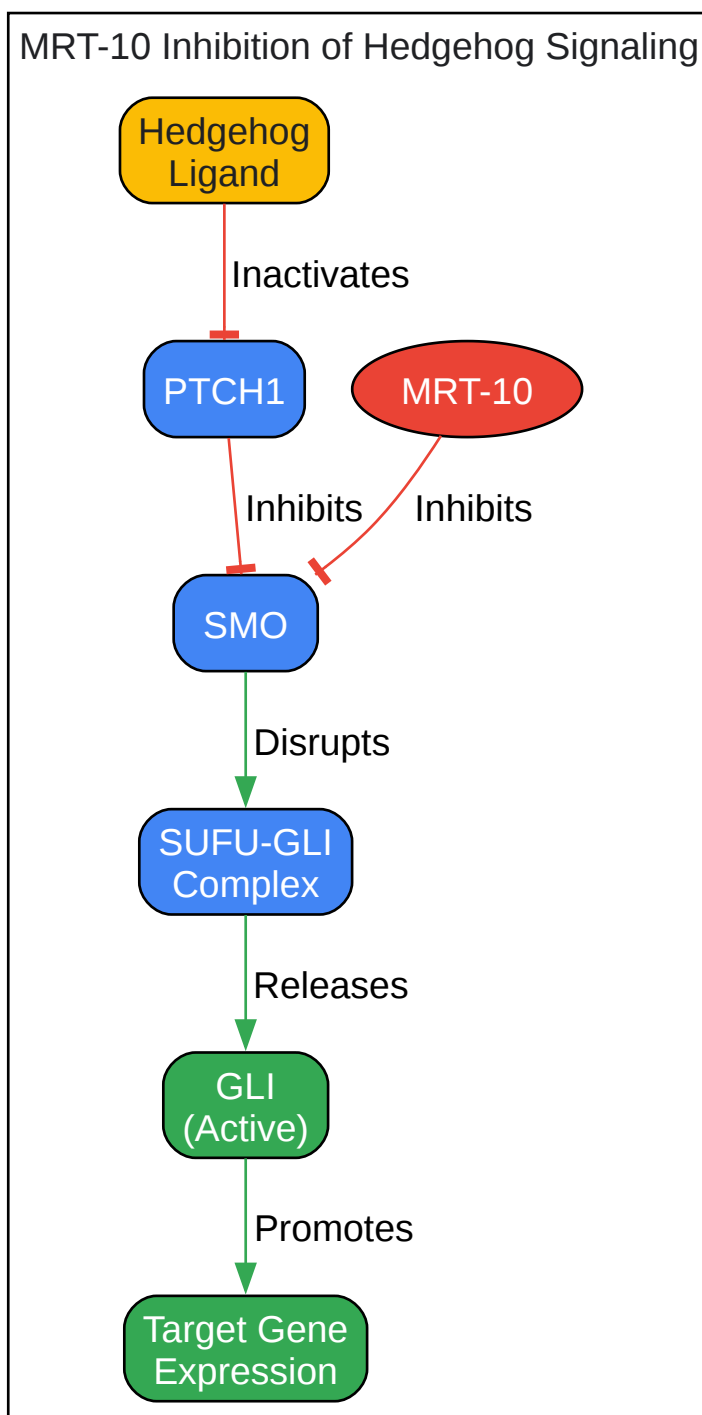 MRT-10 Inhibition of Hedgehog Signaling
Hedgehog
Ligand
Inactivates
PTCH1
MRT-10
Inhibits
Inhibits
SMO
Disrupts
SUFU-GLI
Complex
Releases
GLI
(Active)
Promotes
Target Gene
Expression